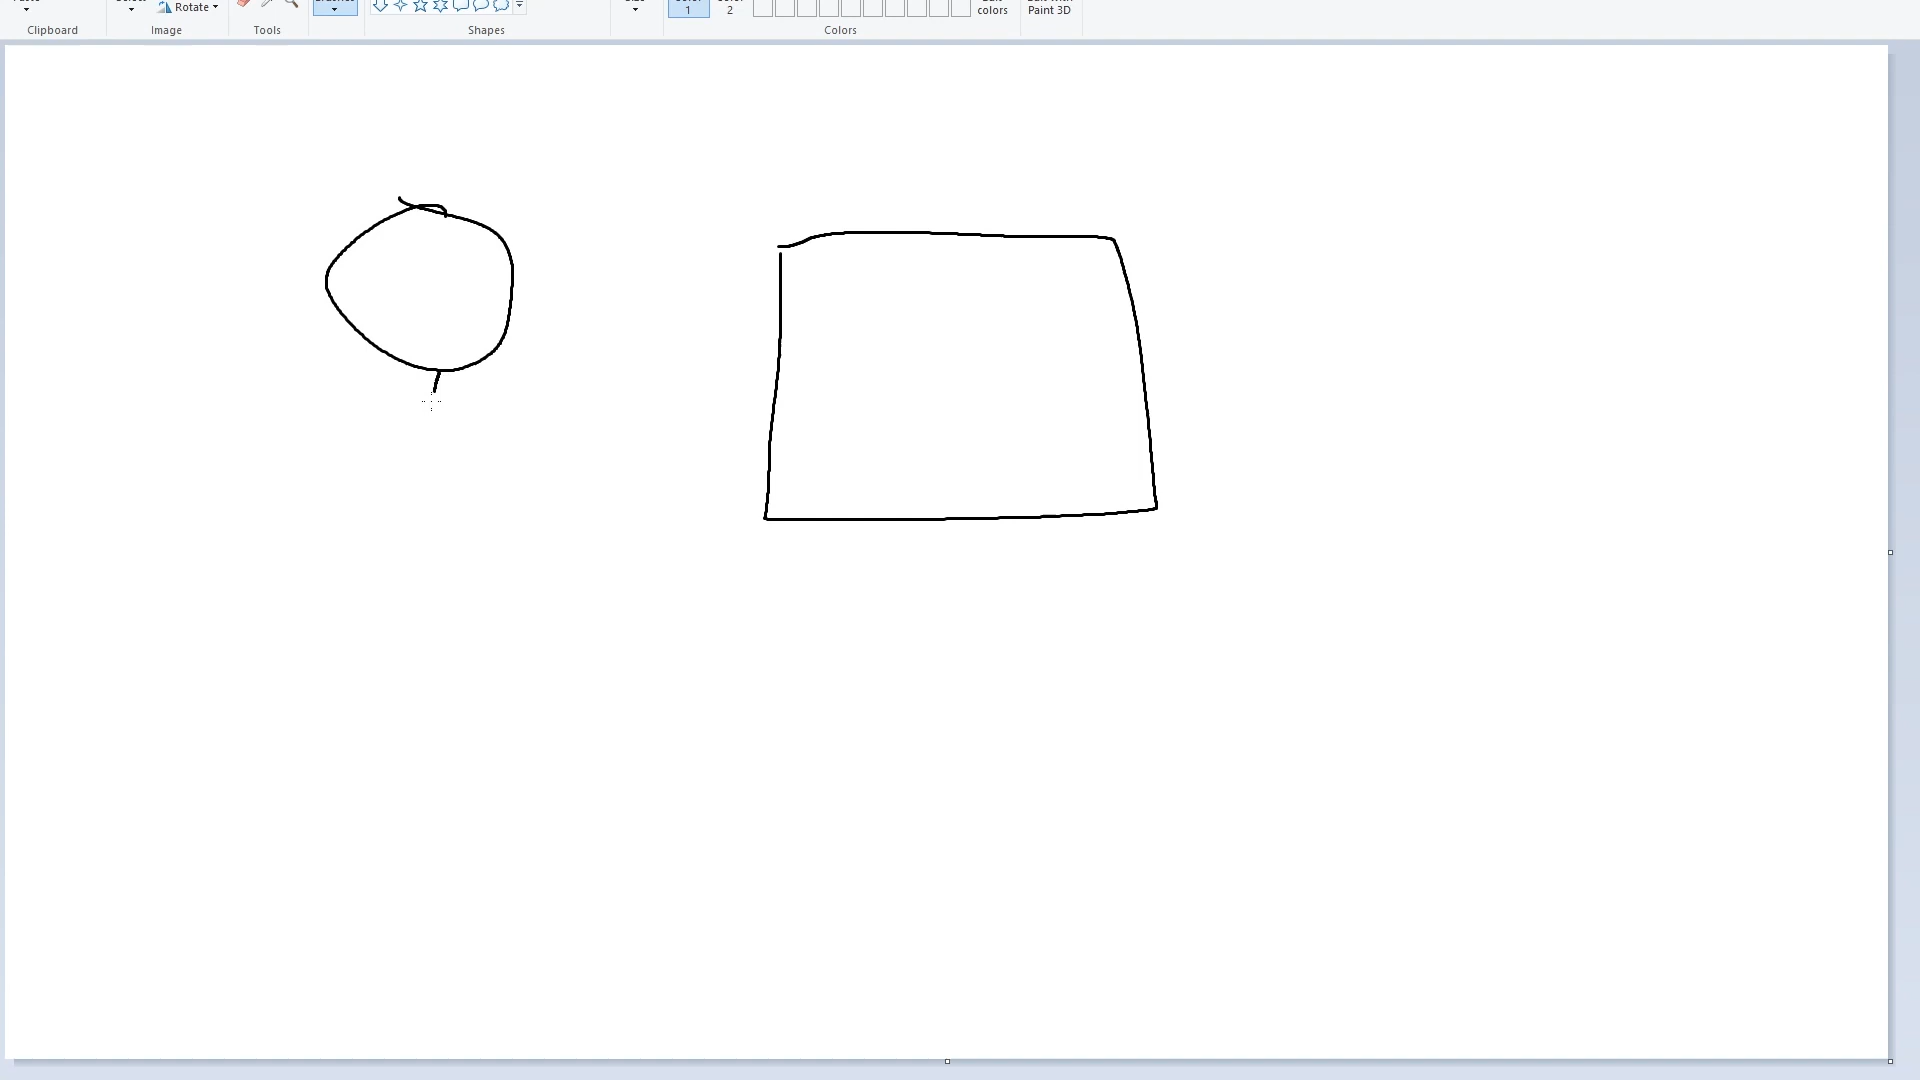 Rotate
1
2
colors
Paint 3D
Clipboard
Image
Tools
Shapes
Colors